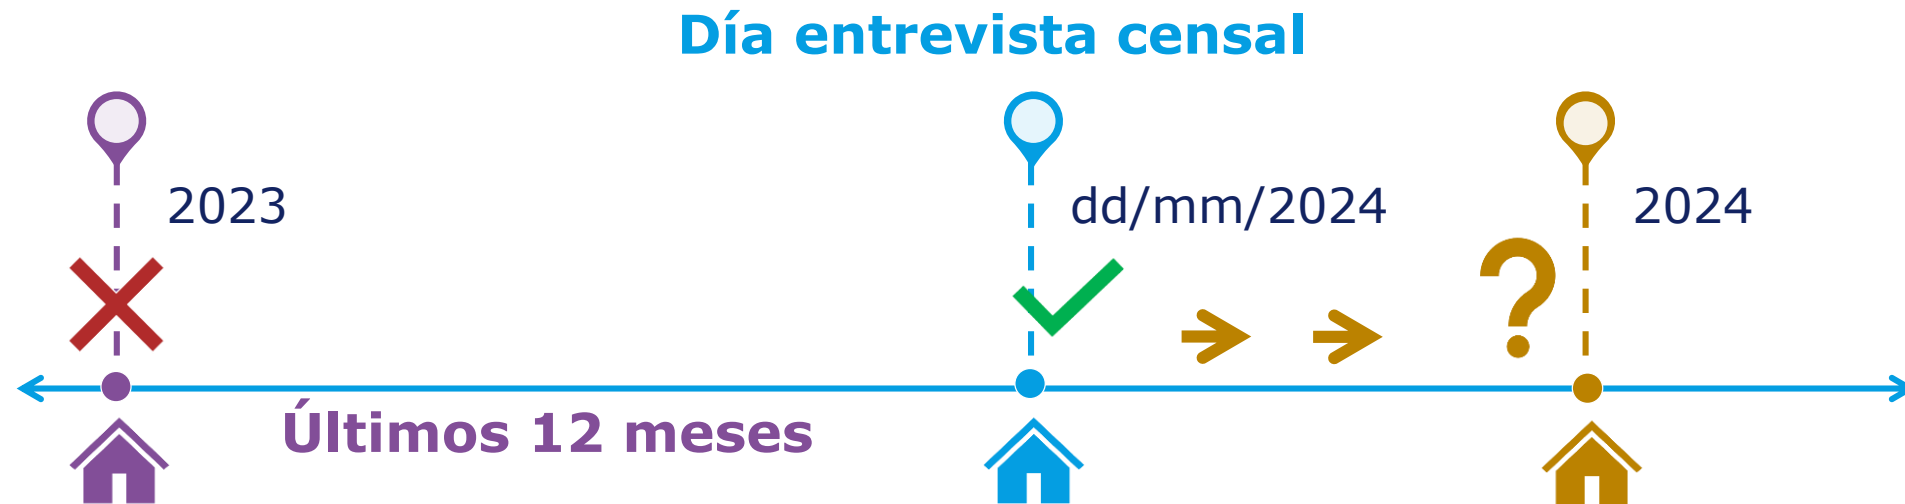 Día entrevista censal
2023
dd/mm/2024
2024
?
Últimos 12 meses